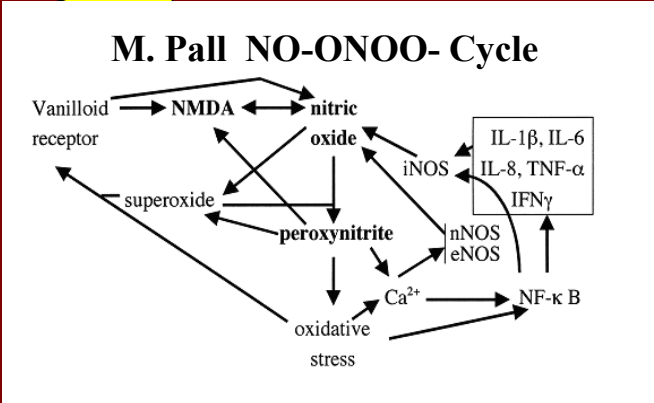 M. Pall NO-ONOO- Cycle
Vanilloid
receptor
NMDA
nitric
oxide
iNOS
IL-1β, IL-6
IL-8, TNF-α
IFNγ
superoxide
peroxynitrite
nNOS
eNOS
Ca²⁺
NF-κ B
oxidative
stress